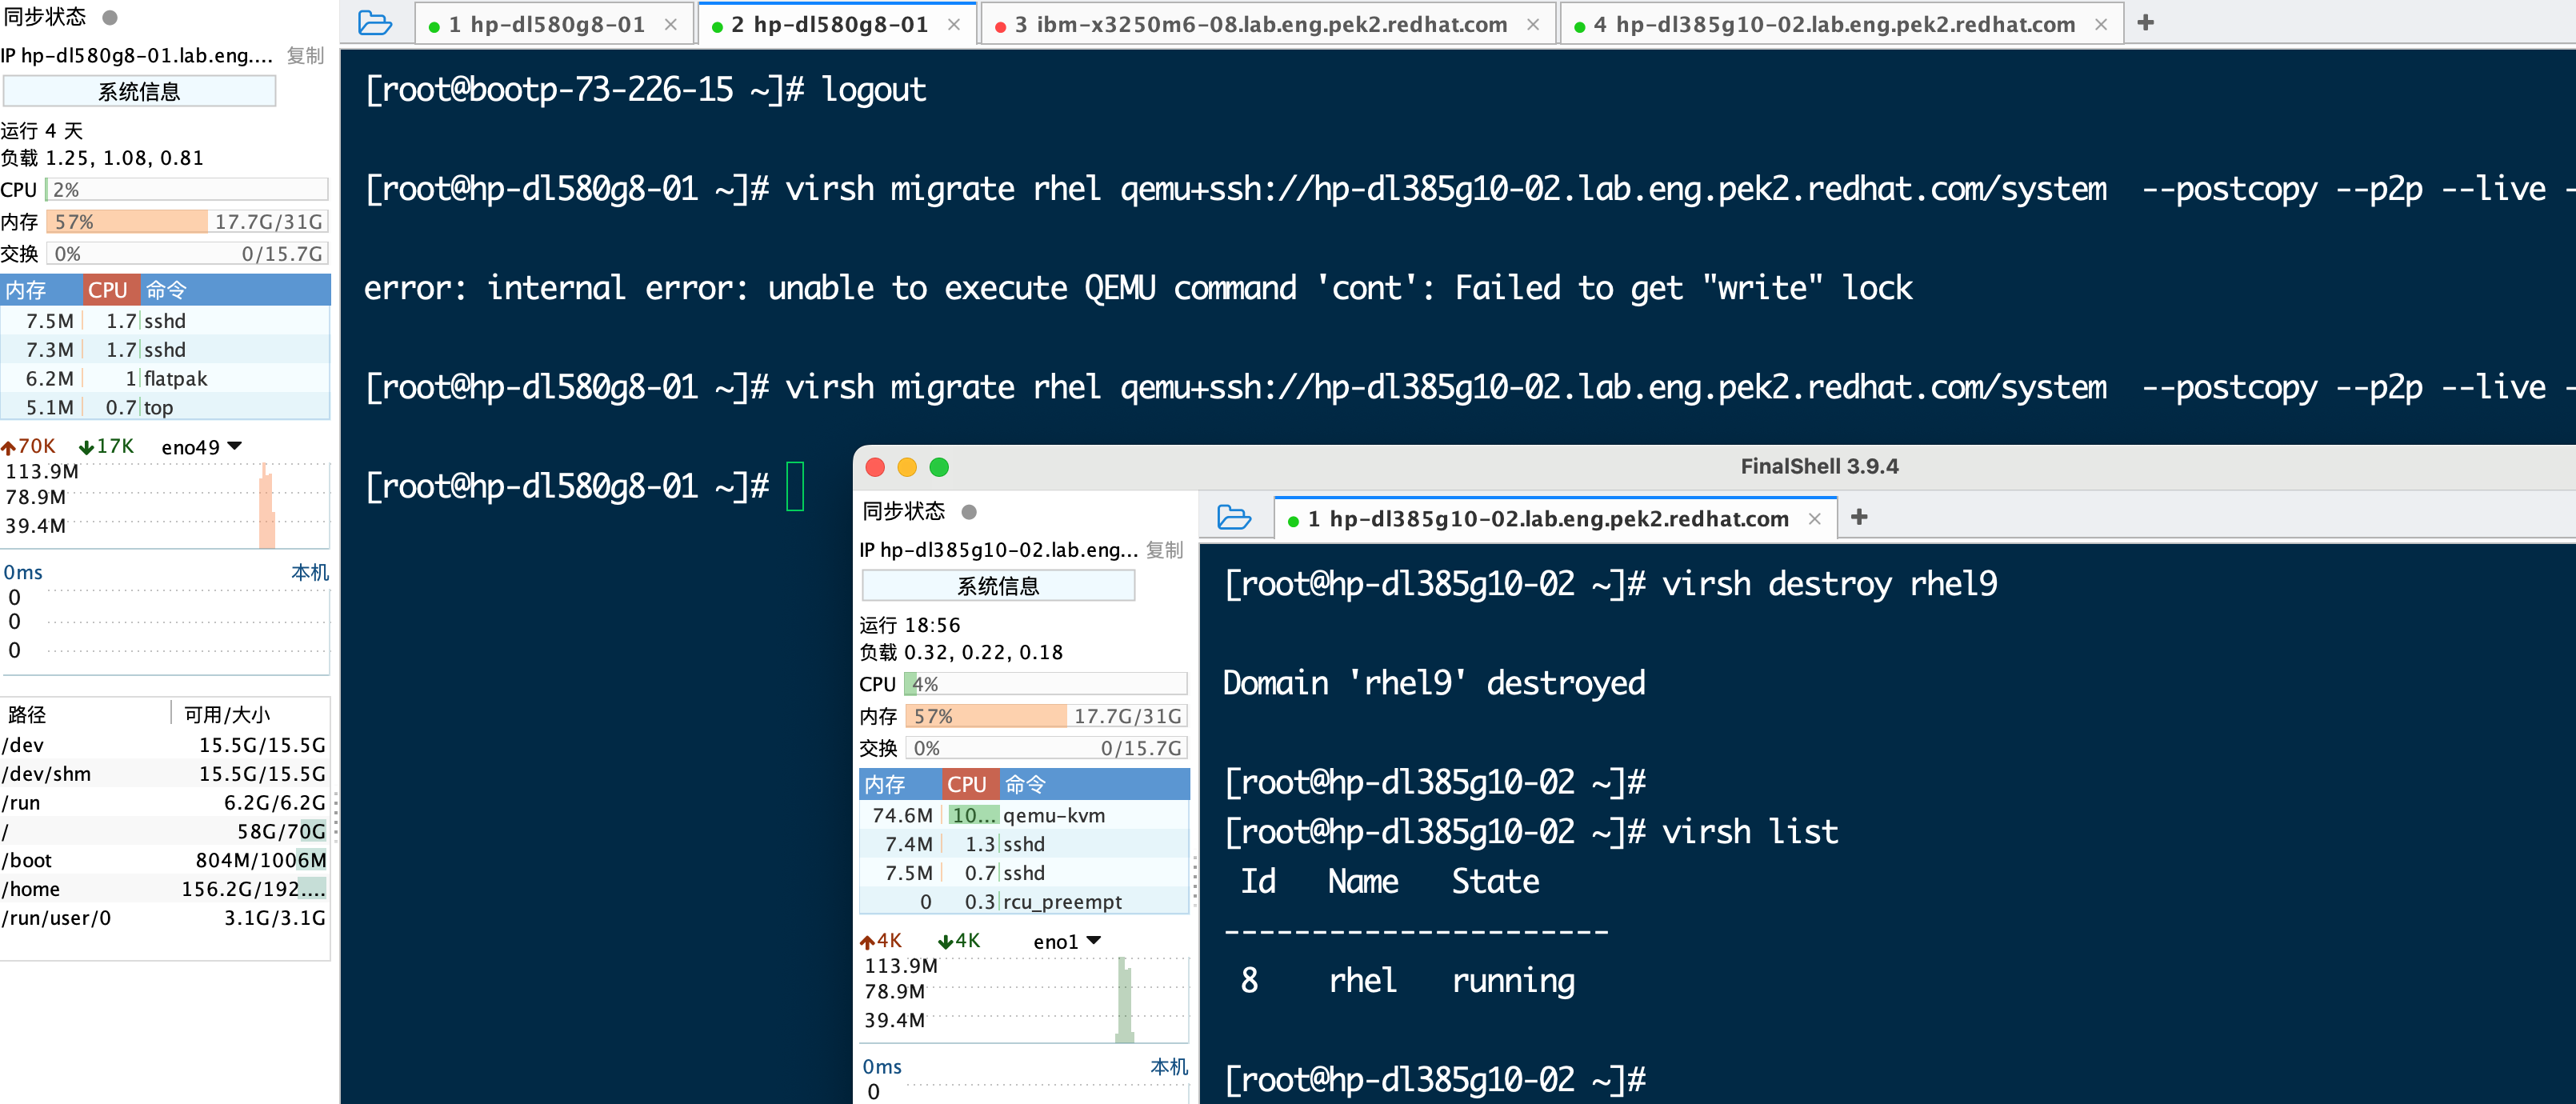 同步状态
IP hp-dl580g8-01.lab.eng.... 复制
系统信息
运行 4 天
负载 1.25, 1.08, 0.81
CPU 2%
内存 57% 17.7G/31G
交换 0% 0/15.7G
内存 CPU 命令
7.5M 1.7 sshd
7.3M 1.7 sshd
6.2M 1 flatpak
5.1M 0.7 top
70K 17K eno49
113.9M
78.9M
39.4M
0ms 本机
0
0
0
路径 可用/大小
/dev 15.5G/15.5G
/dev/shm 15.5G/15.5G
/run 6.2G/6.2G
/ 58G/70G
/boot 804M/1006M
/home 156.2G/192....
/run/user/0 3.1G/3.1G
1 hp-dl580g8-01 ×
2 hp-dl580g8-01 ×
3 ibm-x3250m6-08.lab.eng.pek2.redhat.com ×
4 hp-dl385g10-02.lab.eng.pek2.redhat.com × +
[root@bootp-73-226-15 ~]# logout
[root@hp-dl580g8-01 ~]# virsh migrate rhel qemu+ssh://hp-dl385g10-02.lab.eng.pek2.redhat.com/system --postcopy --p2p --live -
error: internal error: unable to execute QEMU command 'cont': Failed to get "write" lock
[root@hp-dl580g8-01 ~]# virsh migrate rhel qemu+ssh://hp-dl385g10-02.lab.eng.pek2.redhat.com/system --postcopy --p2p --live -
[root@hp-dl580g8-01 ~]#
FinalShell 3.9.4
同步状态
IP hp-dl385g10-02.lab.eng... 复制
系统信息
运行 18:56
负载 0.32, 0.22, 0.18
CPU 4%
内存 57% 17.7G/31G
交换 0% 0/15.7G
内存 CPU 命令
74.6M 10... qemu-kvm
7.4M 1.3 sshd
7.5M 0.7 sshd
0 0.3 rcu_preempt
4K 4K eno1
113.9M
78.9M
39.4M
0ms 本机
0
1 hp-dl385g10-02.lab.eng.pek2.redhat.com × +
[root@hp-dl385g10-02 ~]# virsh destroy rhel9
Domain 'rhel9' destroyed
[root@hp-dl385g10-02 ~]#
[root@hp-dl385g10-02 ~]# virsh list
Id Name State
----------------------
8 rhel running
[root@hp-dl385g10-02 ~]#